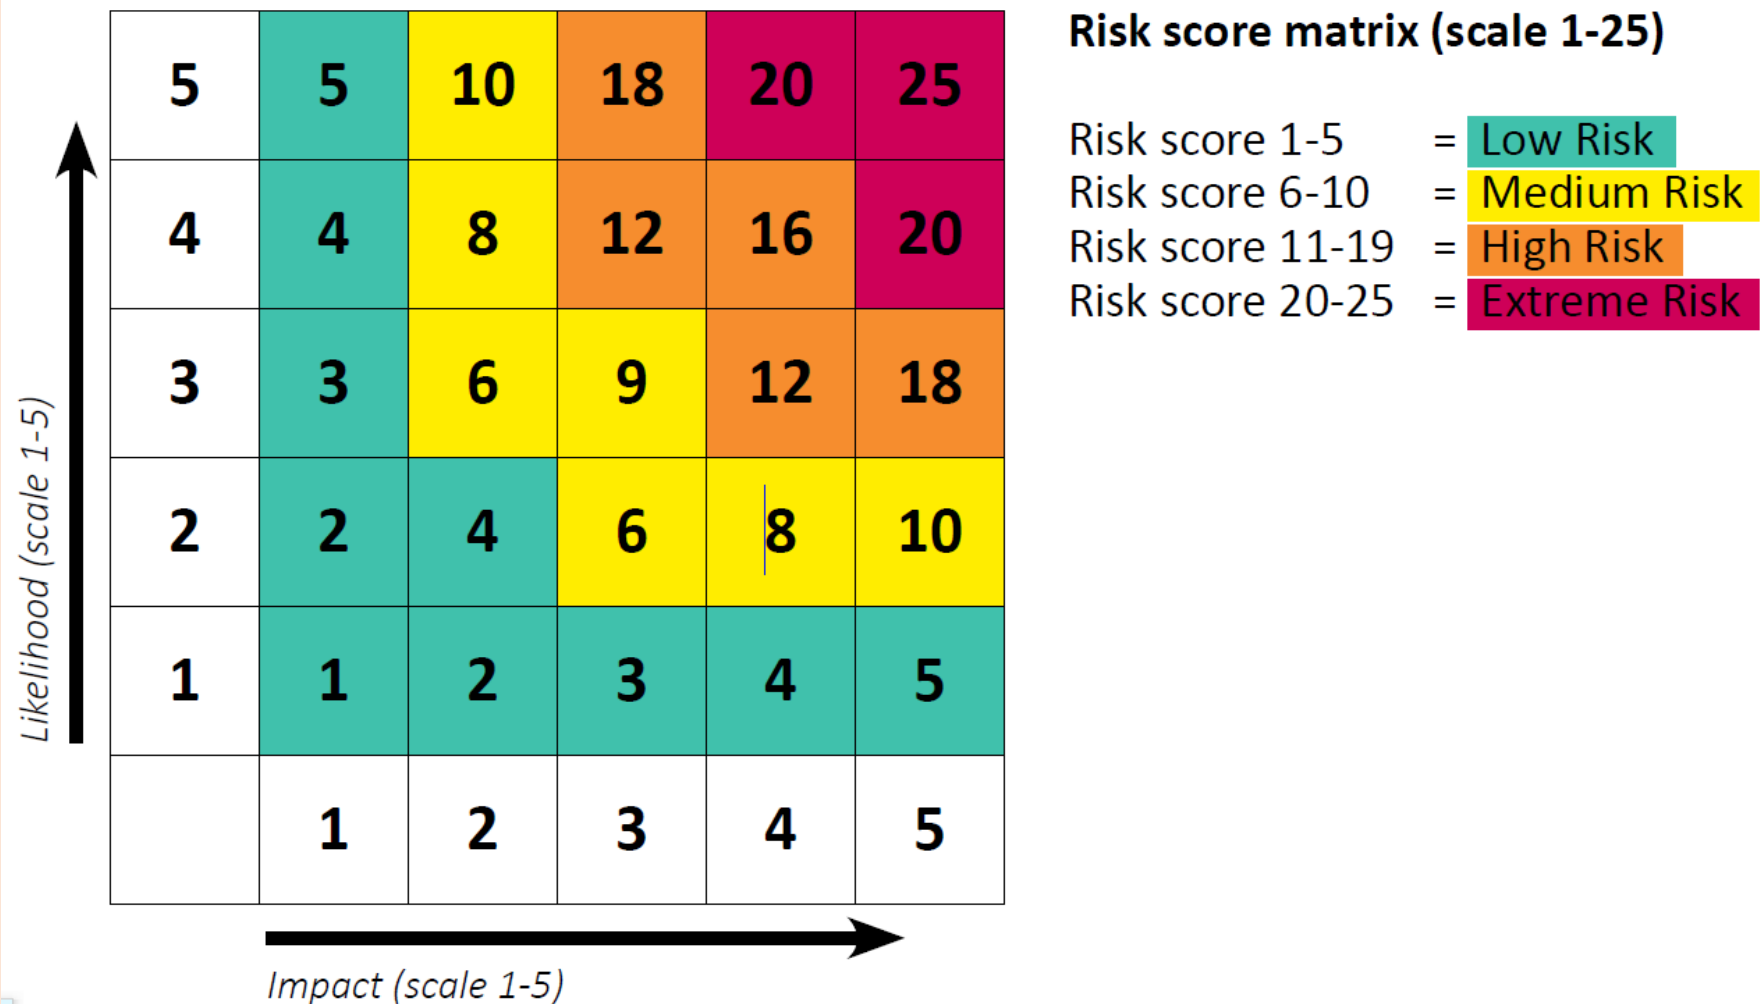 Risk score matrix (scale 1-25)
Risk score 1-5 = Low Risk
Risk score 6-10 = Medium Risk
Risk score 11-19 = High Risk
Risk score 20-25 = Extreme Risk
Likelihood (scale 1-5)
5 5 10 18 20 25
4 4 8 12 16 20
3 3 6 9 12 18
2 2 4 6 8 10
1 1 2 3 4 5
1 2 3 4 5
Impact (scale 1-5)